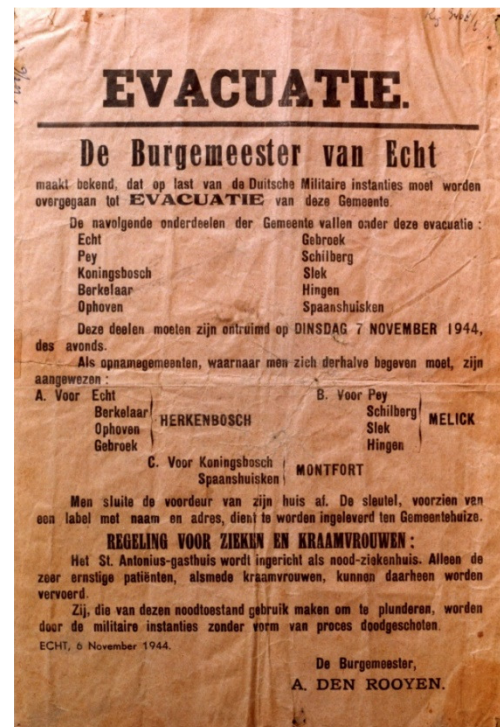 EVACUATIE.
De Burgemeester van Echt
maakt bekend, dat op last van de Duitsche Militaire instanties moet worden
overgegaan tot EVACUATIE van deze Gemeente.
De navolgende onderdeelen der Gemeente vallen onder deze evacuatie :
Echt Gebroek
Pey Schilberg
Koningsbosch Slek
Berkelaar Hingen
Ophoven Spaanshuisken
Deze deelen moeten zijn ontruimd op DINSDAG 7 NOVEMBER 1944,
des avonds.
Als opnamegemeenten, waarnaar men zich derhalve begeven moet, zijn
aangewezen :
A. Voor Echt
Berkelaar
Ophoven
Gebroek
HERKENBOSCH
B. Voor Pey
Schilberg
Slek
Hingen
MELICK
C. Voor Koningsbosch
Spaanshuisken
MONTFORT
Men sluite de voordeur van zijn huis af. De sleutel, voorzien van
een label met naam en adres, dient te worden ingeleverd ten Gemeentehuize.
REGELING VOOR ZIEKEN EN KRAAMVROUWEN :
Het St. Antonius-gasthuis wordt ingericht als nood-ziekenhuis. Alleen de
zeer ernstige patiënten, alsmede kraamvrouwen, kunnen daarheen worden
vervoerd.
Zij, die van dezen noodtoestand gebruik maken om te plunderen, worden
door de militaire instanties zonder vorm van proces doodgeschoten.
ECHT, 6 November 1944.
De Burgemeester,
A. DEN ROOYEN.